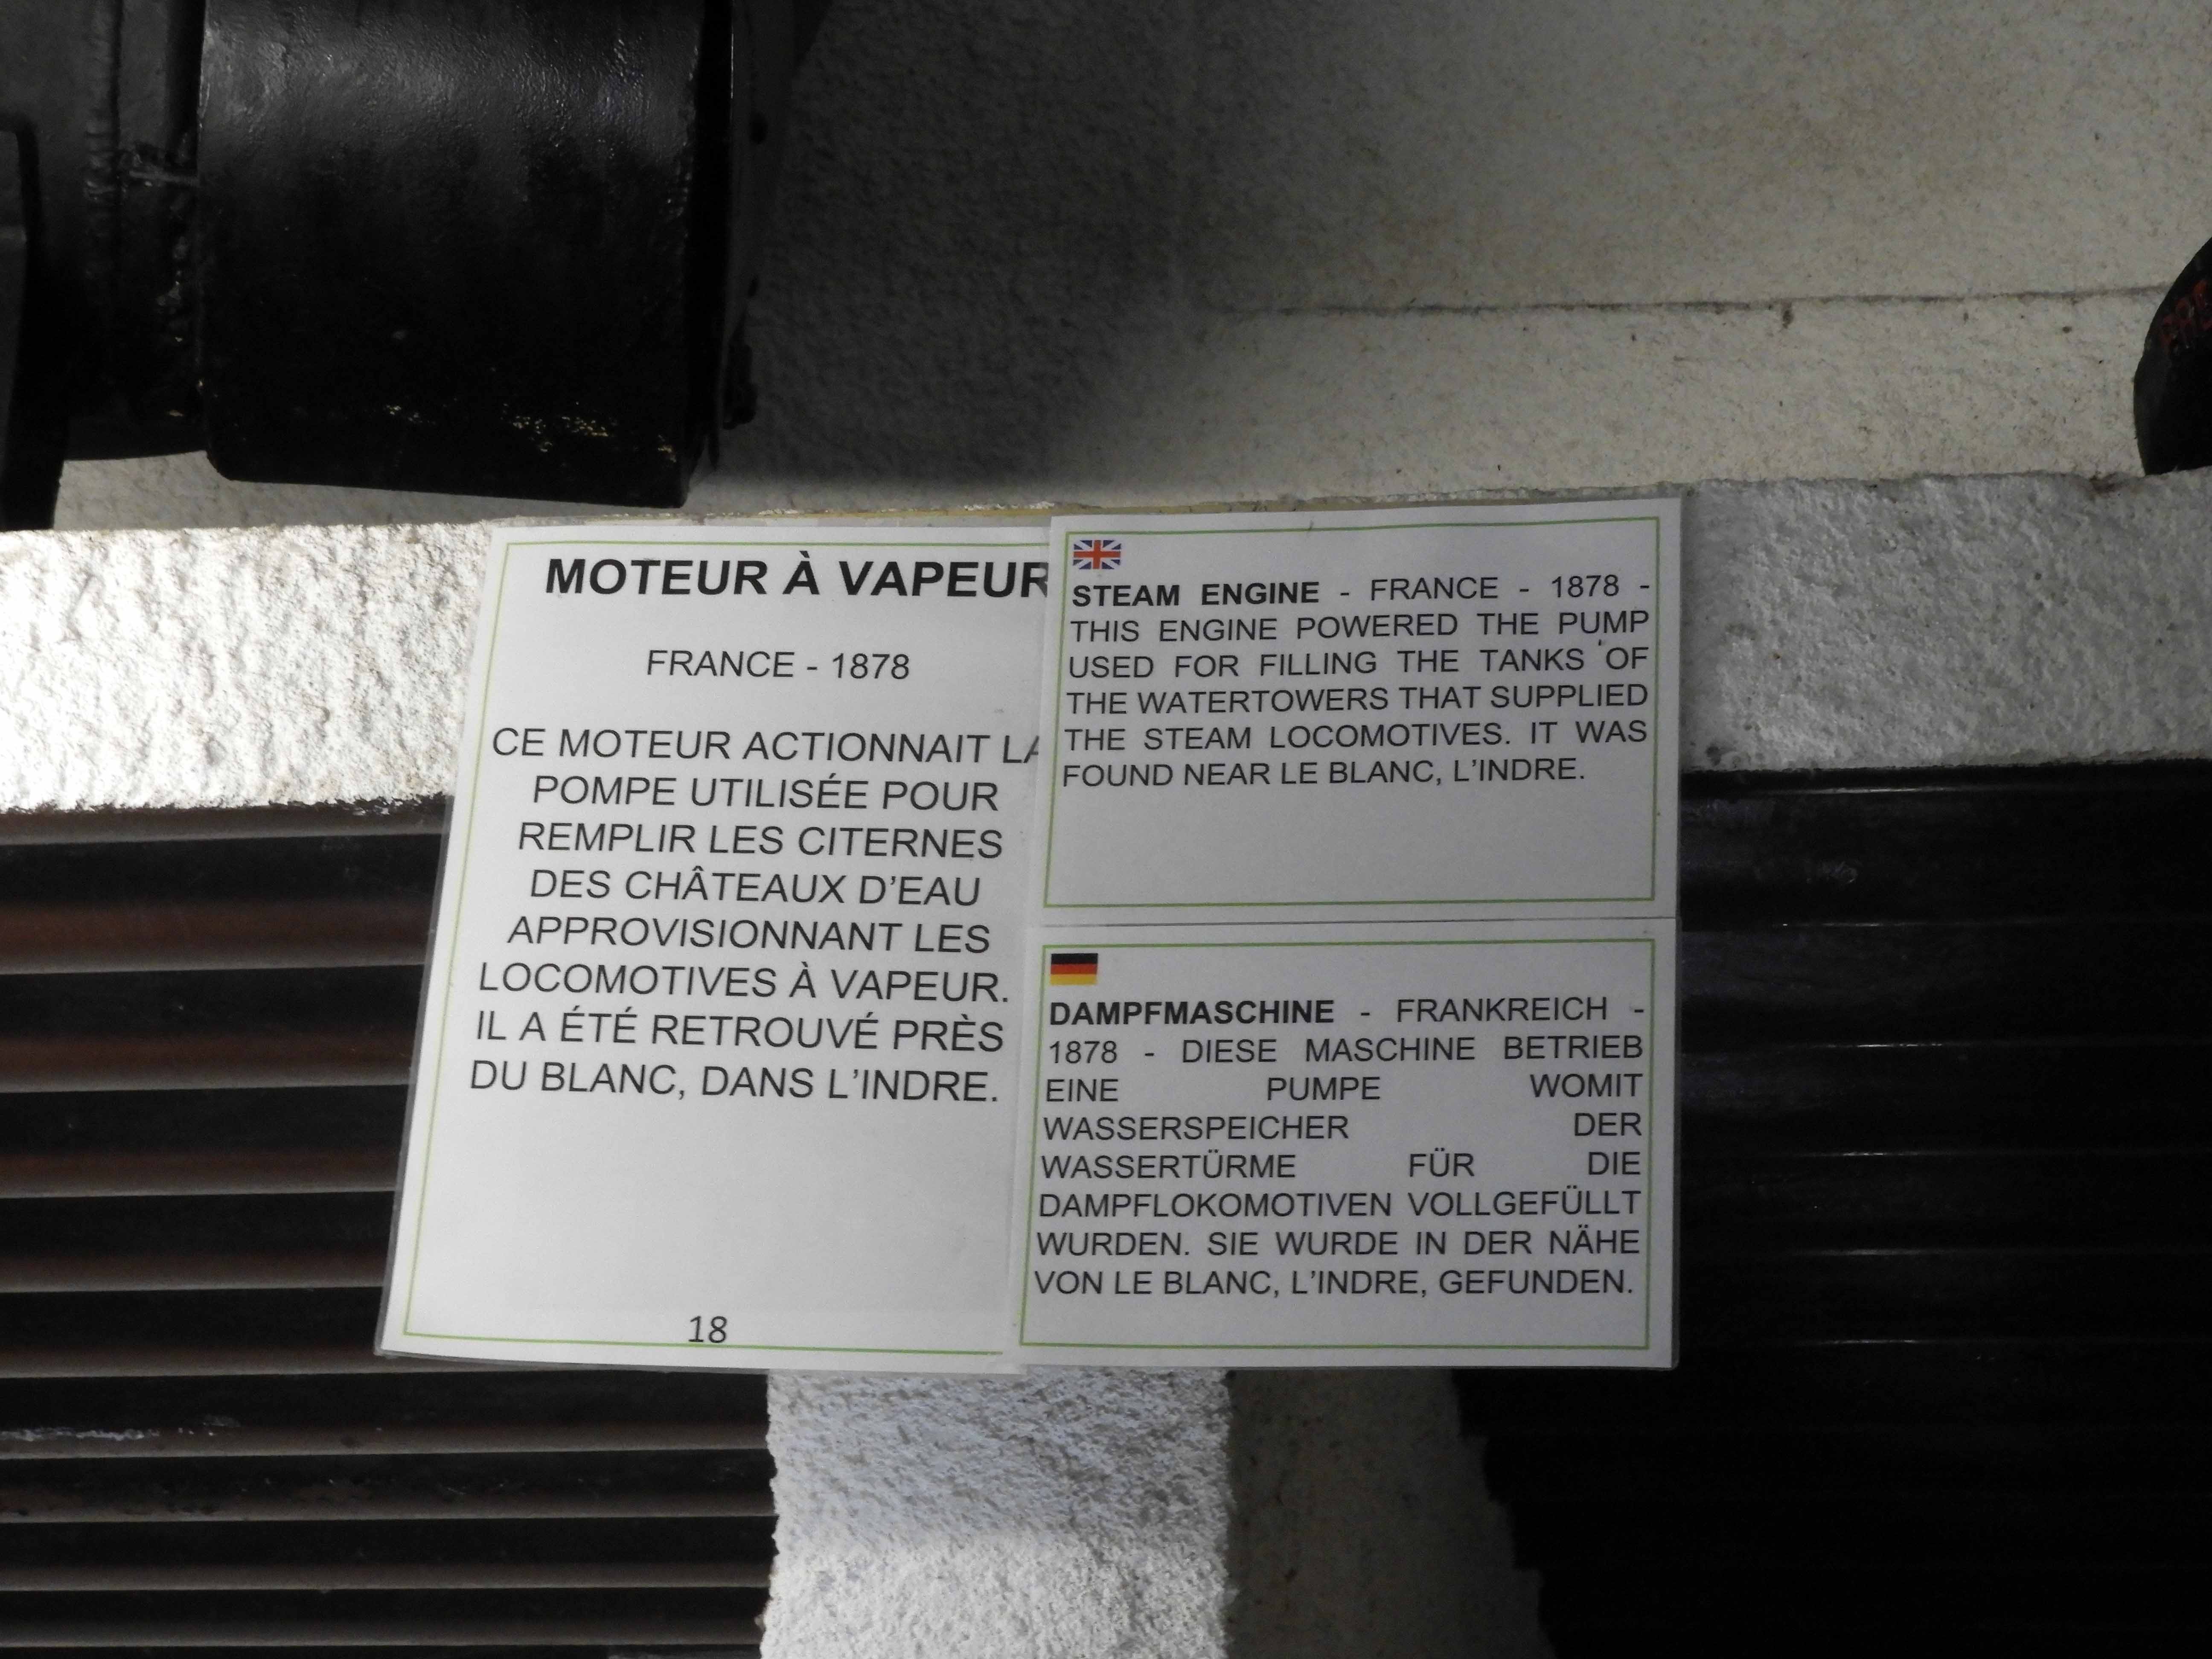 MOTEUR À VAPEUR
FRANCE - 1878
CE MOTEUR ACTIONNAIT LA
POMPE UTILISÉE POUR
REMPLIR LES CITERNES
DES CHÂTEAUX D’EAU
APPROVISIONNANT LES
LOCOMOTIVES À VAPEUR.
IL A ÉTÉ RETROUVÉ PRÈS
DU BLANC, DANS L’INDRE.
18
STEAM ENGINE - FRANCE - 1878 -
THIS ENGINE POWERED THE PUMP
USED FOR FILLING THE TANKS OF
THE WATERTOWERS THAT SUPPLIED
THE STEAM LOCOMOTIVES. IT WAS
FOUND NEAR LE BLANC, L’INDRE.
DAMPFMASCHINE - FRANKREICH -
1878 - DIESE MASCHINE BETRIEB
EINE PUMPE WOMIT
WASSERSPEICHER DER
WASSERTÜRME FÜR DIE
DAMPFLOKOMOTIVEN VOLLGEFÜLLT
WURDEN. SIE WURDE IN DER NÄHE
VON LE BLANC, L’INDRE, GEFUNDEN.